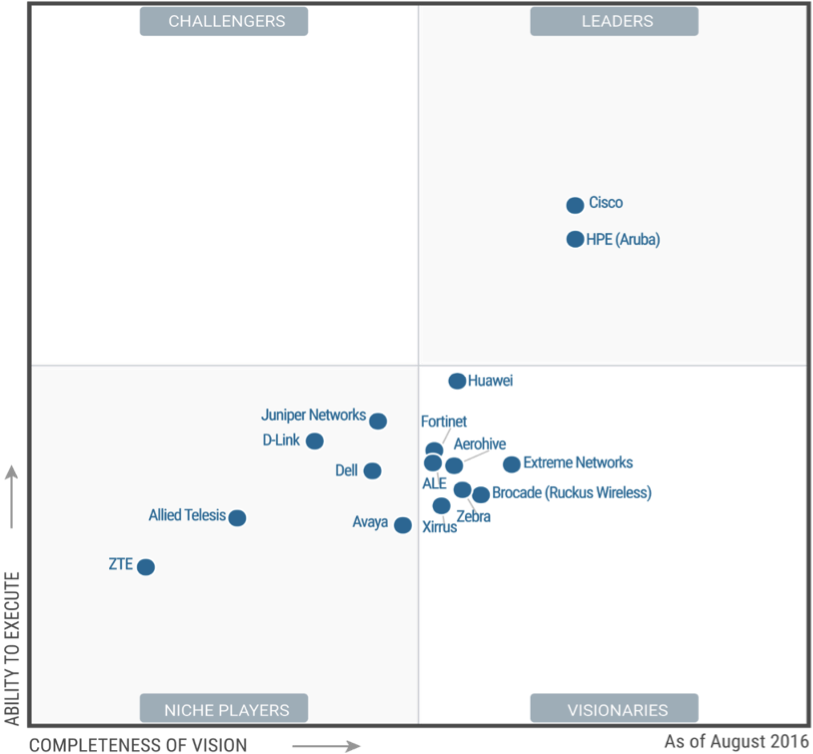 CHALLENGERS
LEADERS
Cisco
HPE (Aruba)
Huawei
Juniper Networks
Fortinet
D-Link
Aerohive
Dell
Extreme Networks
ALE
Brocade (Ruckus Wireless)
Allied Telesis
Avaya
Zebra
Xirrus
ZTE
ABILITY TO EXECUTE
NICHE PLAYERS
VISIONARIES
COMPLETENESS OF VISION
As of August 2016